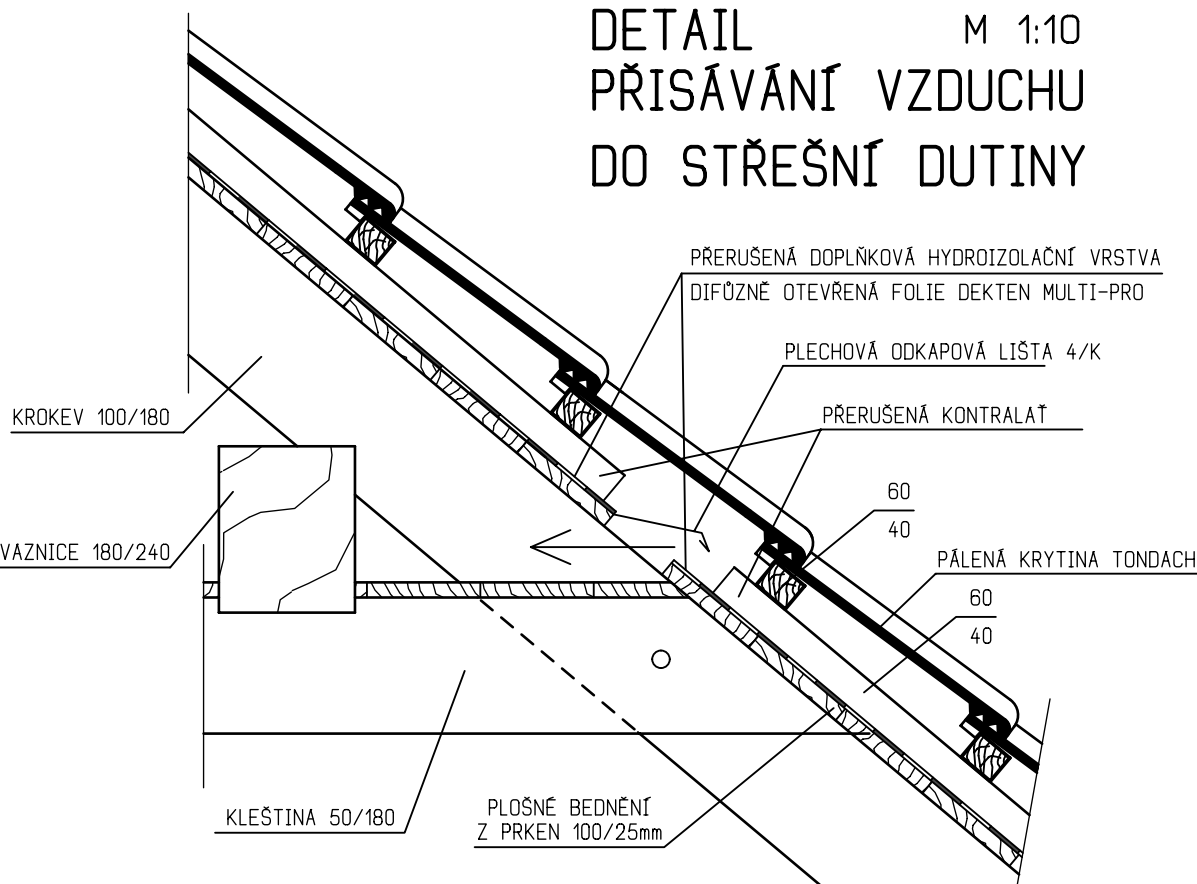 DETAIL M 1:10
PŘISÁVÁNÍ VZDUCHU
DO STŘEŠNÍ DUTINY
PŘERUŠENÁ DOPLŇKOVÁ HYDROIZOLAČNÍ VRSTVA
DIFŮZNĚ OTEVŘENÁ FOLIE DEKTEN MULTI-PRO
PLECHOVÁ ODKAPOVÁ LIŠTA 4/K
KROKEV 100/180
PŘERUŠENÁ KONTRALAŤ
60
40
VAZNICE 180/240
PÁLENÁ KRYTINA TONDACH
60
40
KLEŠTINA 50/180
PLOŠNÉ BEDNĚNÍ
Z PRKEN 100/25mm